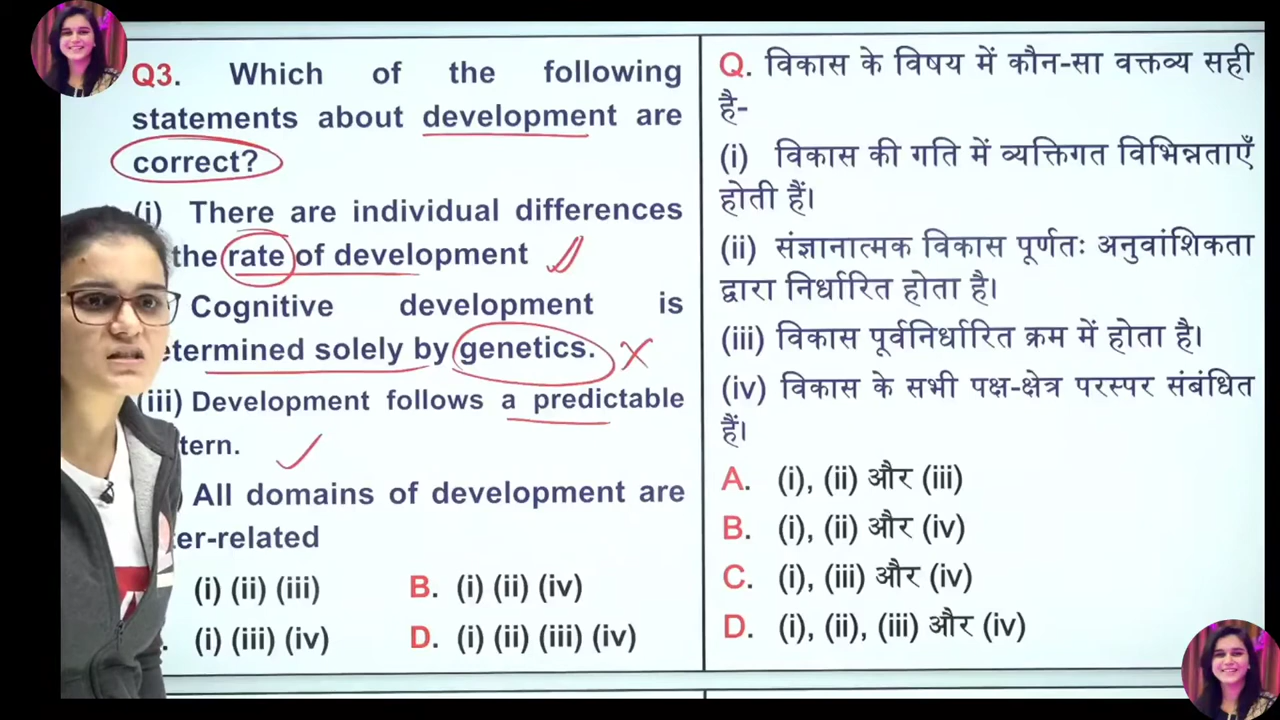 Q3. Which of the following
statements about development are
correct?
(i) There are individual differences
the rate of development
Cognitive development is
etermined solely by genetics.
(iii) Development follows a predictable
tern.
All domains of development are
ter-related
(i) (ii) (iii) B. (i) (ii) (iv)
(i) (iii) (iv) D. (i) (ii) (iii) (iv)
Q. विकास के विषय में कौन-सा वक्तव्य सही
है-
(i) विकास की गति में व्यक्तिगत विभिन्नताएँ
होती हैं।
(ii) संज्ञानात्मक विकास पूर्णतः अनुवांशिकता
द्वारा निर्धारित होता है।
(iii) विकास पूर्वनिर्धारित क्रम में होता है।
(iv) विकास के सभी पक्ष-क्षेत्र परस्पर संबंधित
हैं।
A. (i), (ii) और (iii)
B. (i), (ii) और (iv)
C. (i), (iii) और (iv)
D. (i), (ii), (iii) और (iv)